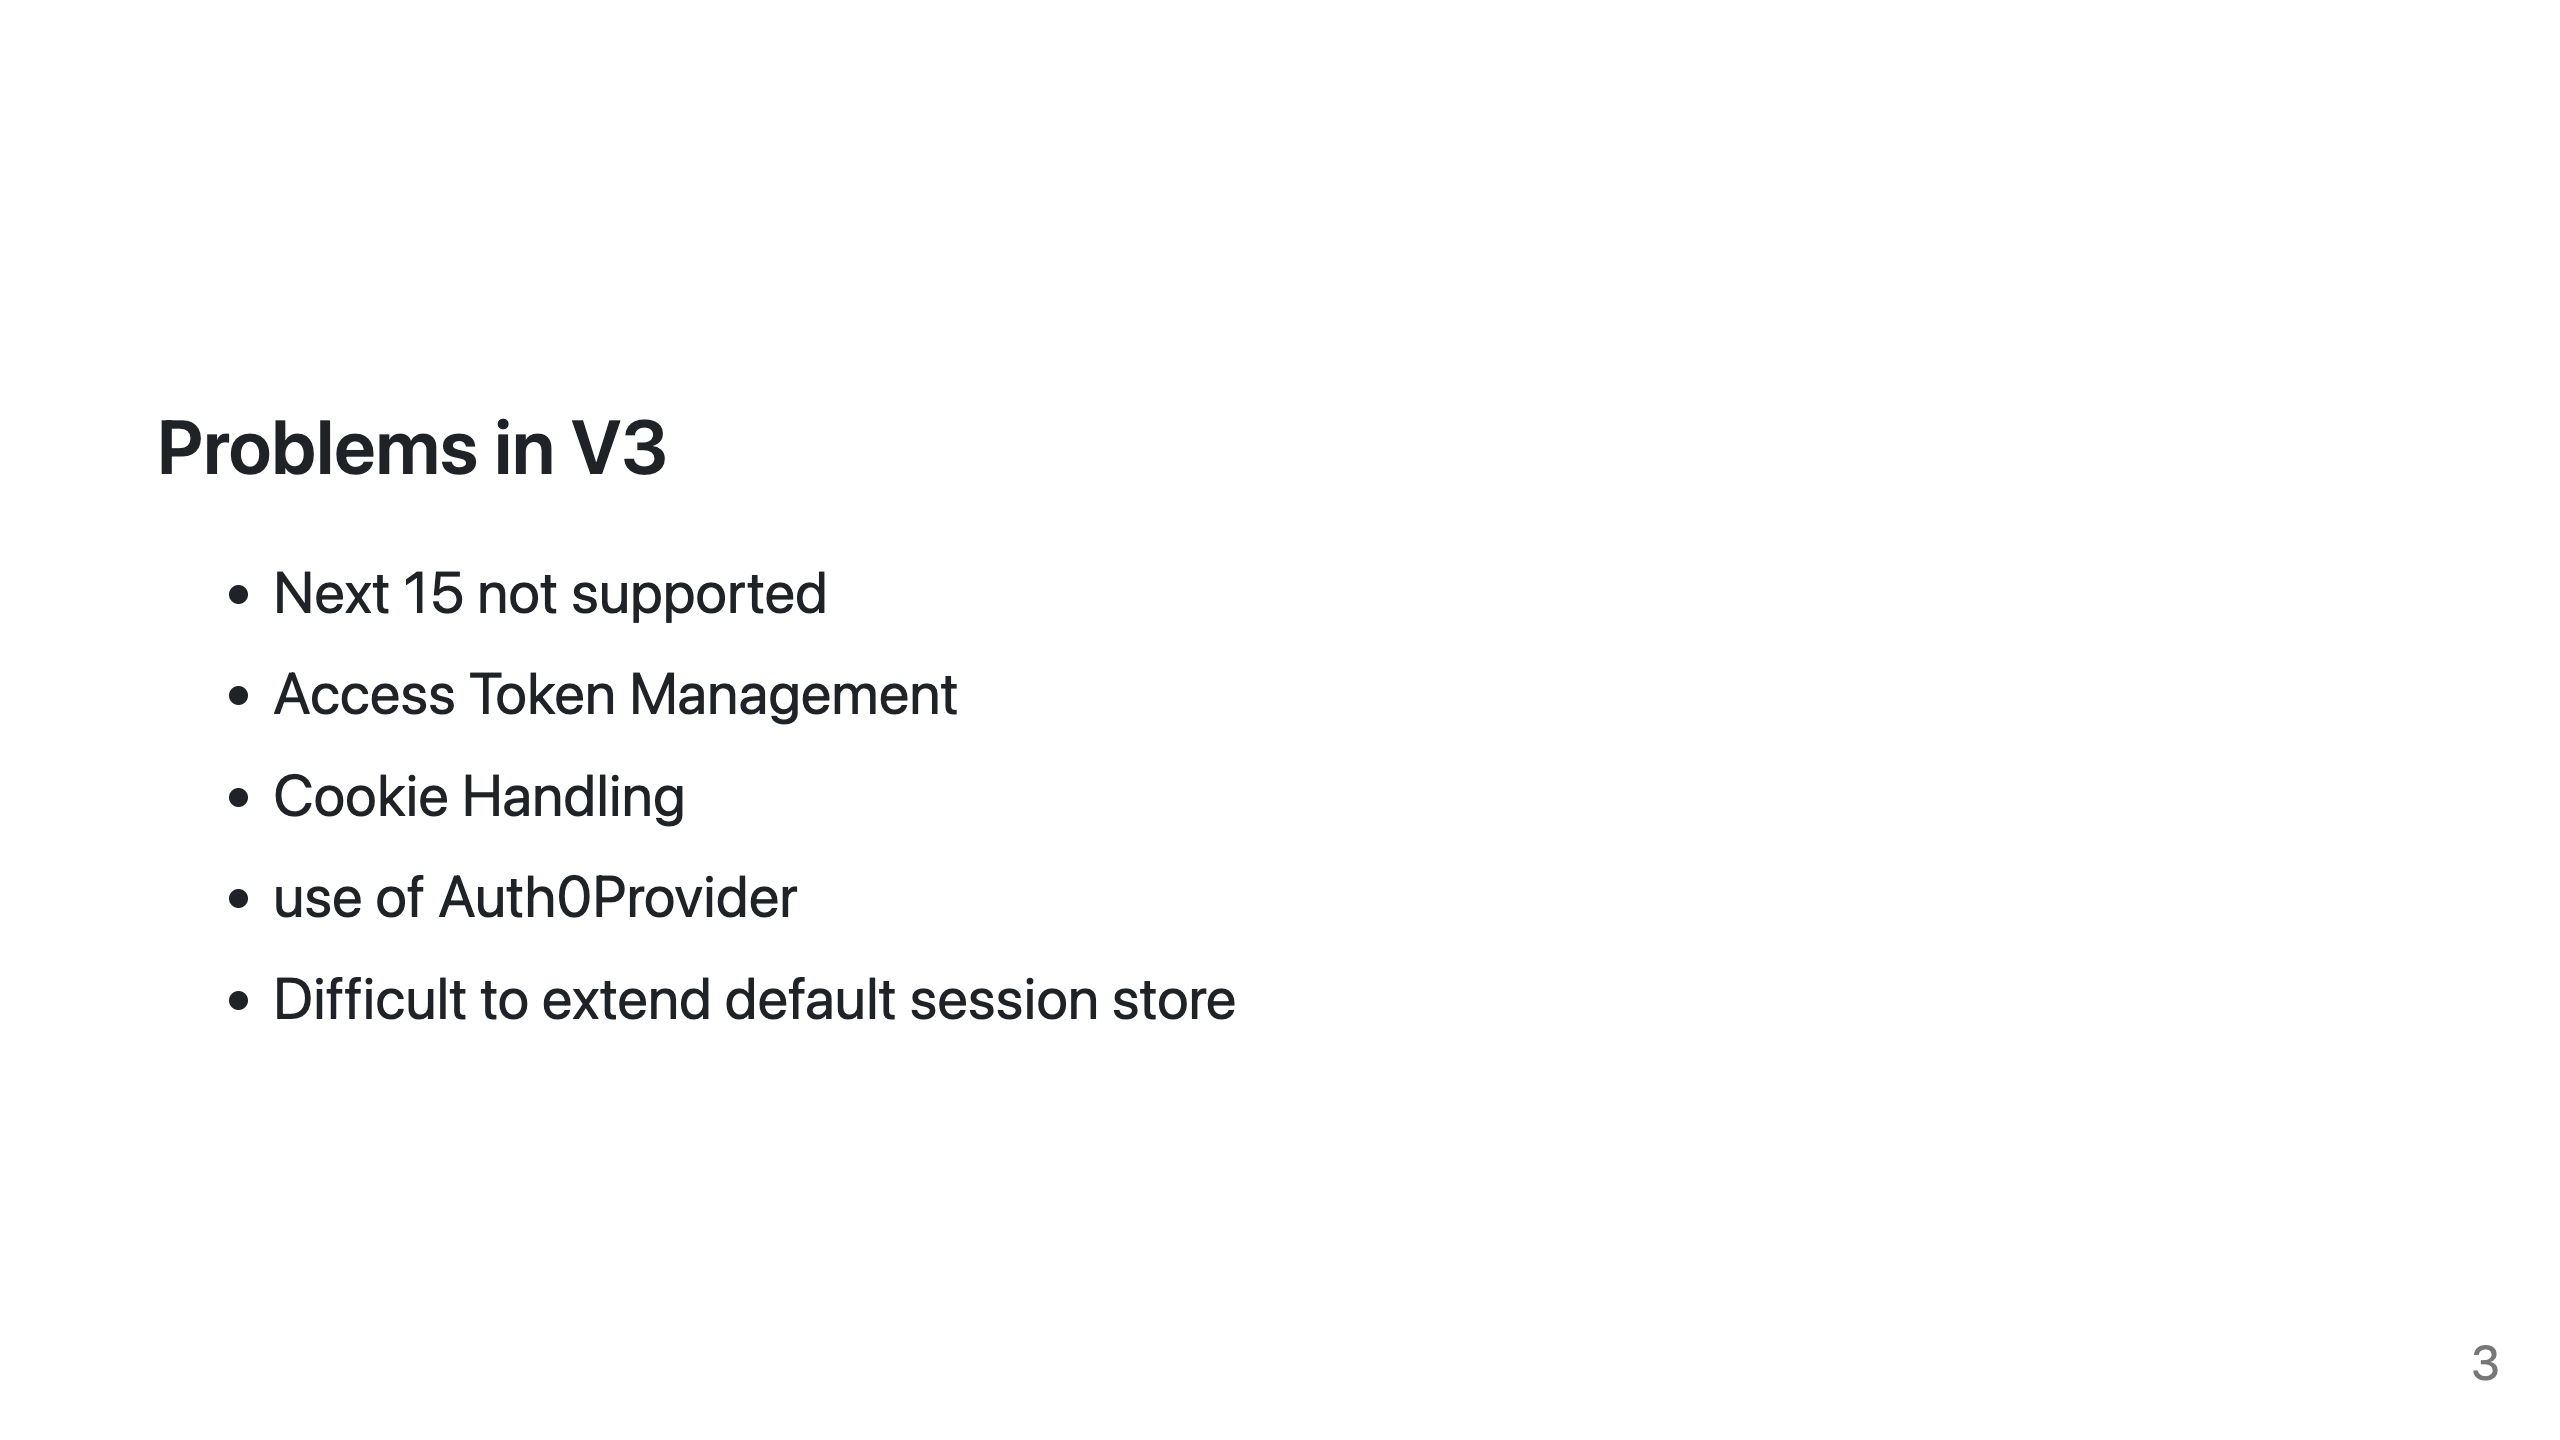 Problems in V3
Next 15 not supported
Access Token Management
Cookie Handling
use of Auth0Provider
Difficult to extend default session store
3